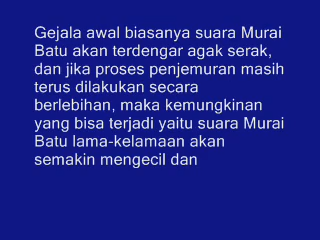 Gejala awal biasanya suara Murai
Batu akan terdengar agak serak,
dan jika proses penjemuran masih
terus dilakukan secara
berlebihan, maka kemungkinan
yang bisa terjadi yaitu suara Murai
Batu lama-kelamaan akan
semakin mengecil dan